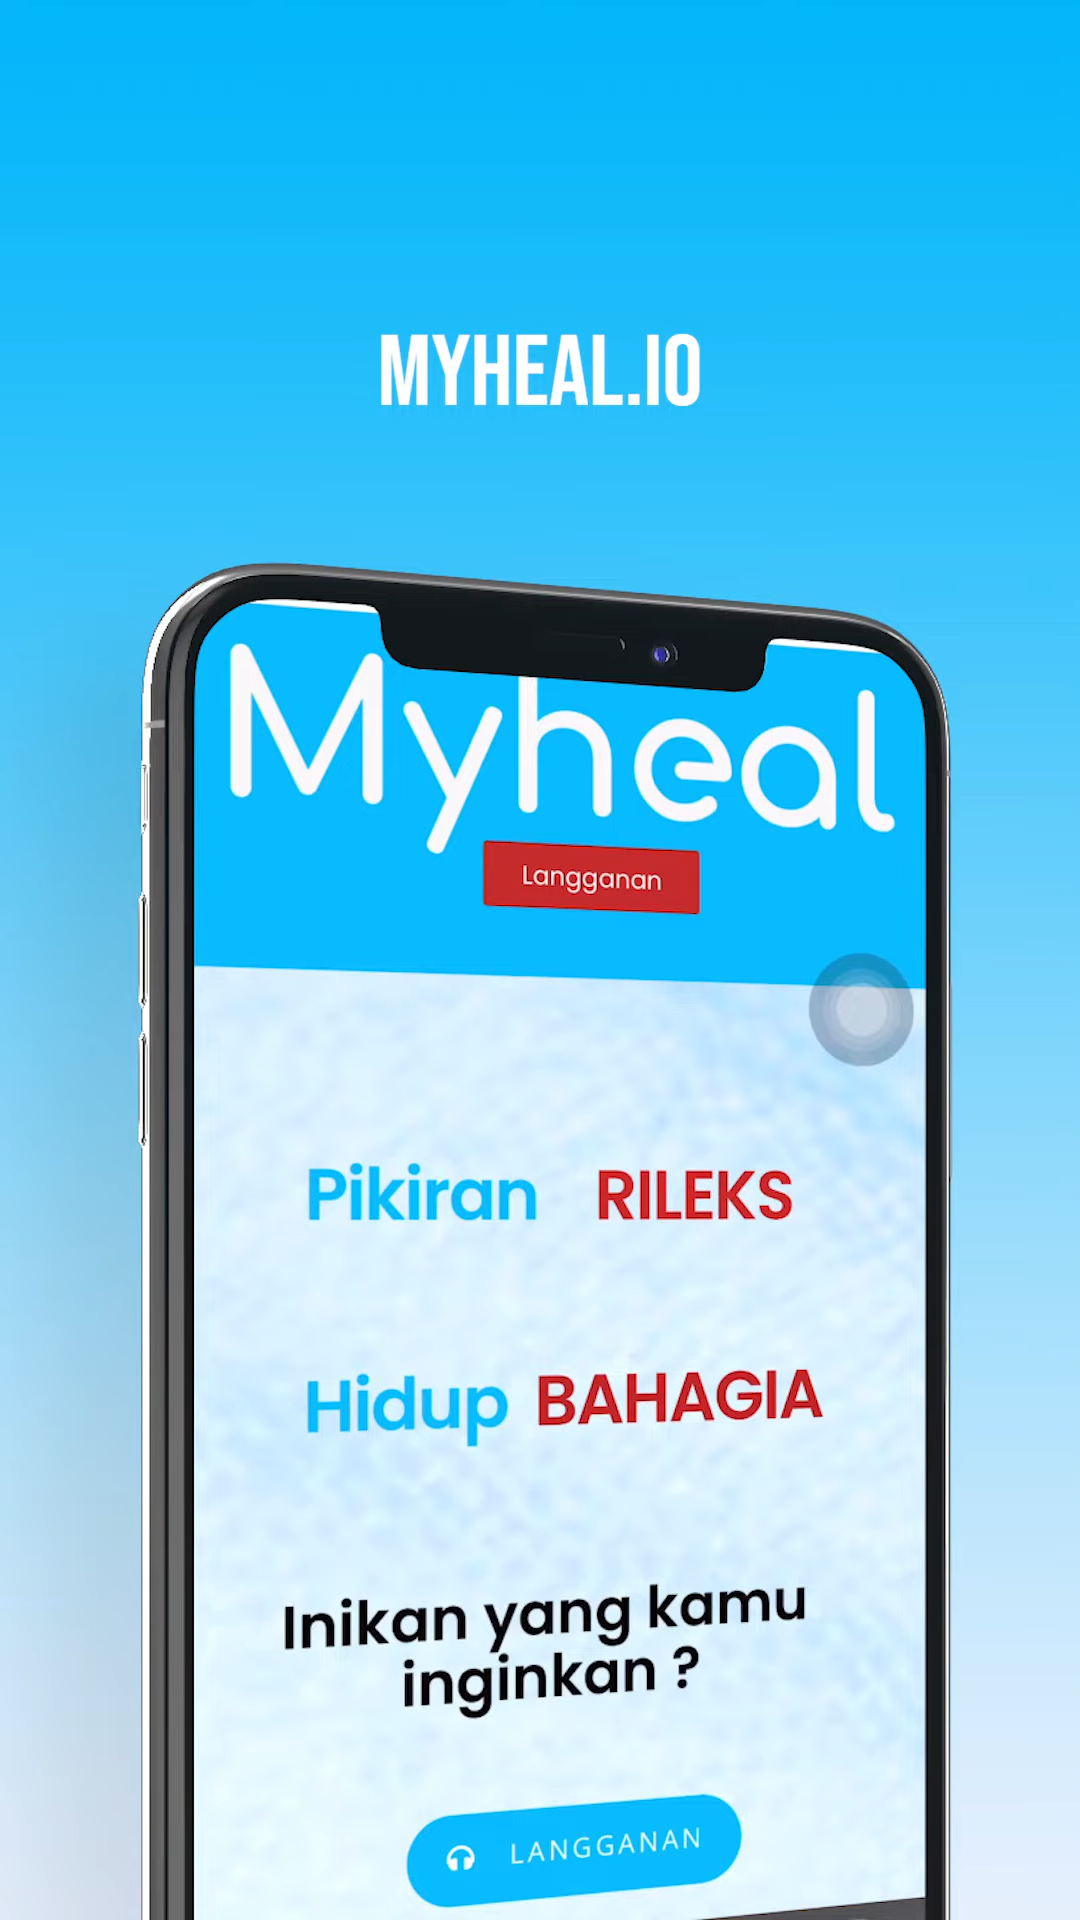 MYHEAL.IO
Myheal
Langganan
Pikiran RILEKS
Hidup BAHAGIA
Inikan yang kamu
inginkan ?
LANGGANAN